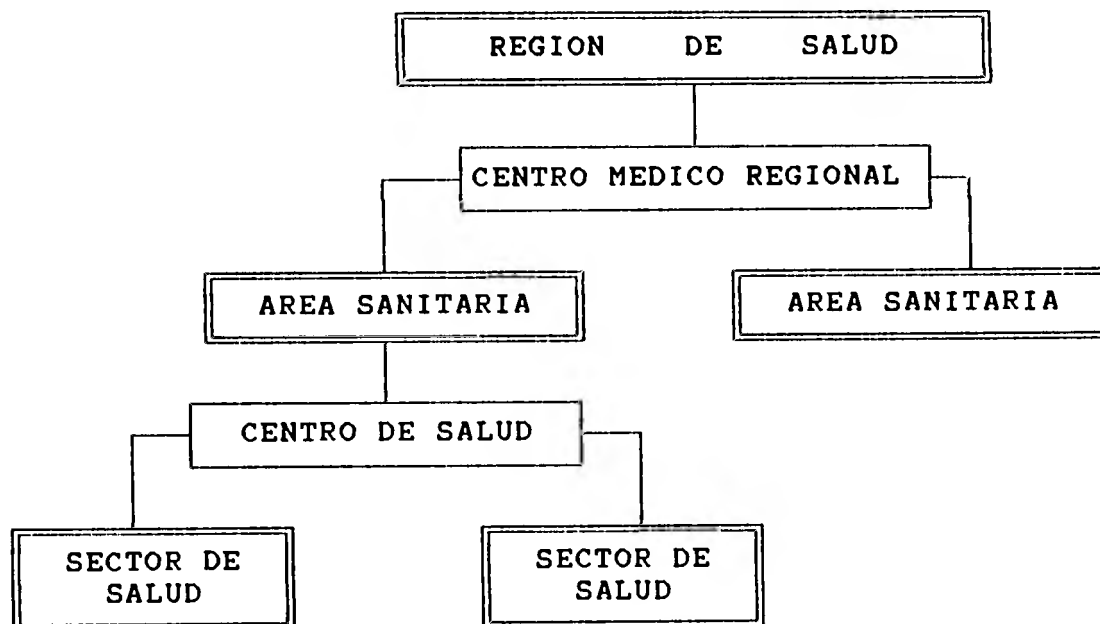 REGION DE SALUD
CENTRO MEDICO REGIONAL
AREA SANITARIA
AREA SANITARIA
CENTRO DE SALUD
SECTOR DE
SALUD
SECTOR DE
SALUD